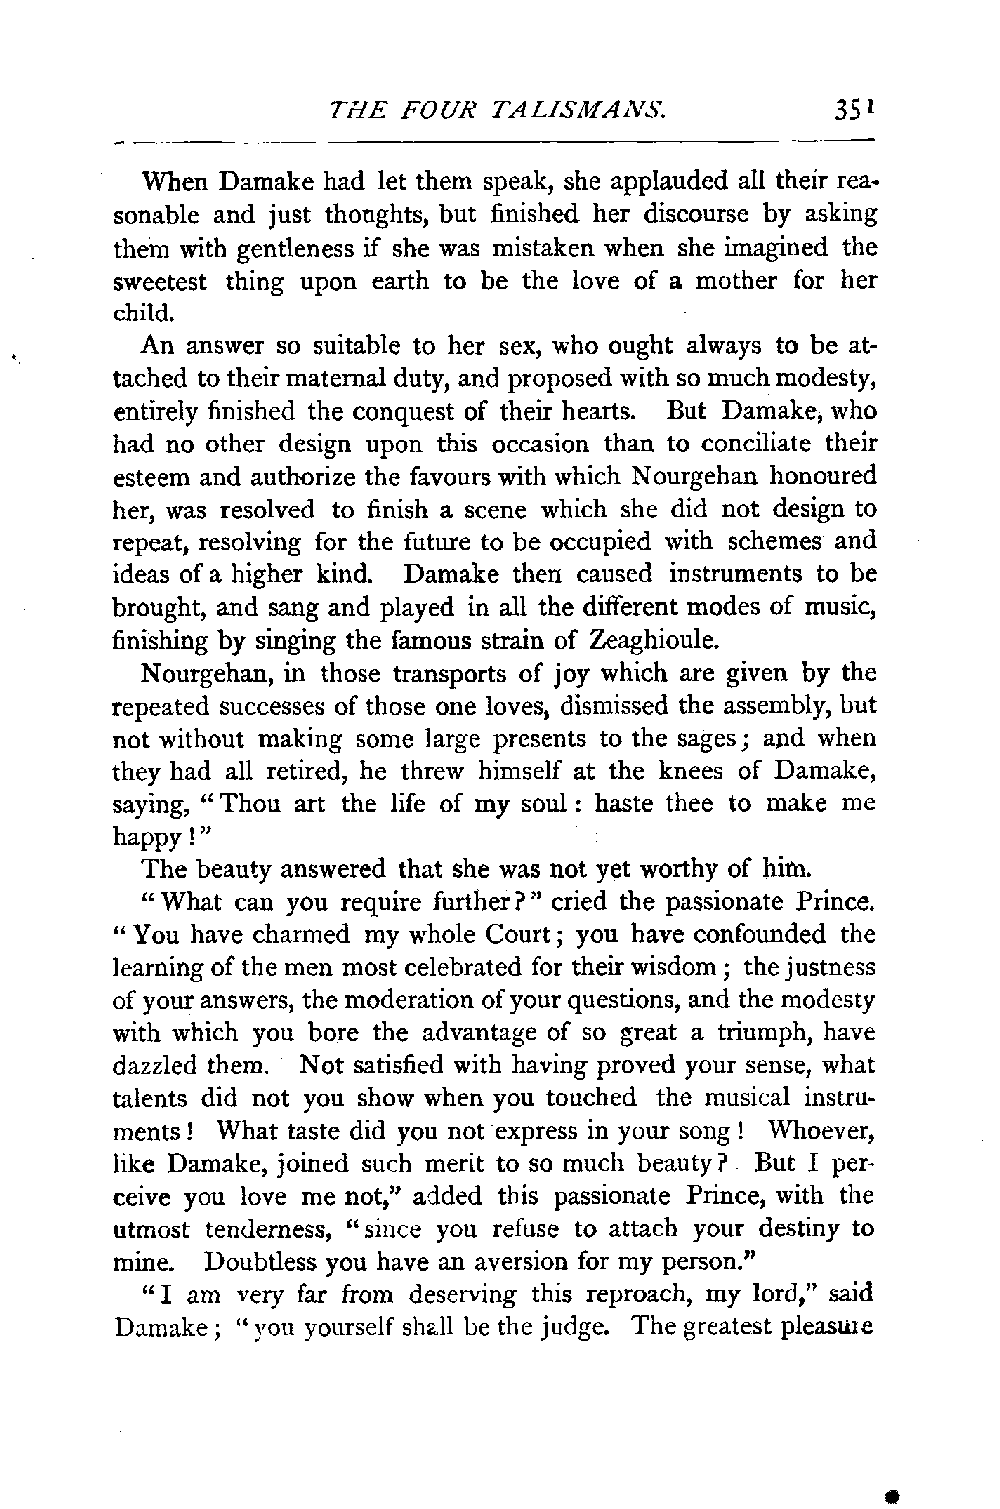 THE FOUR TALISMANS. 351
When Damake had let them speak, she applauded all their rea-
sonable and just thoughts, but finished her discourse by asking
them with gentleness if she was mistaken when she imagined the
sweetest thing upon earth to be the love of a mother for her
child.
An answer so suitable to her sex, who ought always to be at-
tached to their maternal duty, and proposed with so much modesty,
entirely finished the conquest of their hearts. But Damake, who
had no other design upon this occasion than to conciliate their
esteem and authorize the favours with which Nourgehan honoured
her, was resolved to finish a scene which she did not design to
repeat, resolving for the future to be occupied with schemes and
ideas of a higher kind. Damake then caused instruments to be
brought, and sang and played in all the different modes of music,
finishing by singing the famous strain of Zeaghioule.
Nourgehan, in those transports of joy which are given by the
repeated successes of those one loves, dismissed the assembly, but
not without making some large presents to the sages; and when
they had all retired, he threw himself at the knees of Damake,
saying, "Thou art the life of my soul: haste thee to make me
happy!"
The beauty answered that she was not yet worthy of him.
"What can you require further?" cried the passionate Prince.
"You have charmed my whole Court; you have confounded the
learning of the men most celebrated for their wisdom; the justness
of your answers, the moderation of your questions, and the modesty
with which you bore the advantage of so great a triumph, have
dazzled them. Not satisfied with having proved your sense, what
talents did not you show when you touched the musical instru-
ments! What taste did you not express in your song! Whoever,
like Damake, joined such merit to so much beauty? But I per-
ceive you love me not," added this passionate Prince, with the
utmost tenderness, "since you refuse to attach your destiny to
mine. Doubtless you have an aversion for my person."
"I am very far from deserving this reproach, my lord," said
Damake; "you yourself shall be the judge. The greatest pleasure